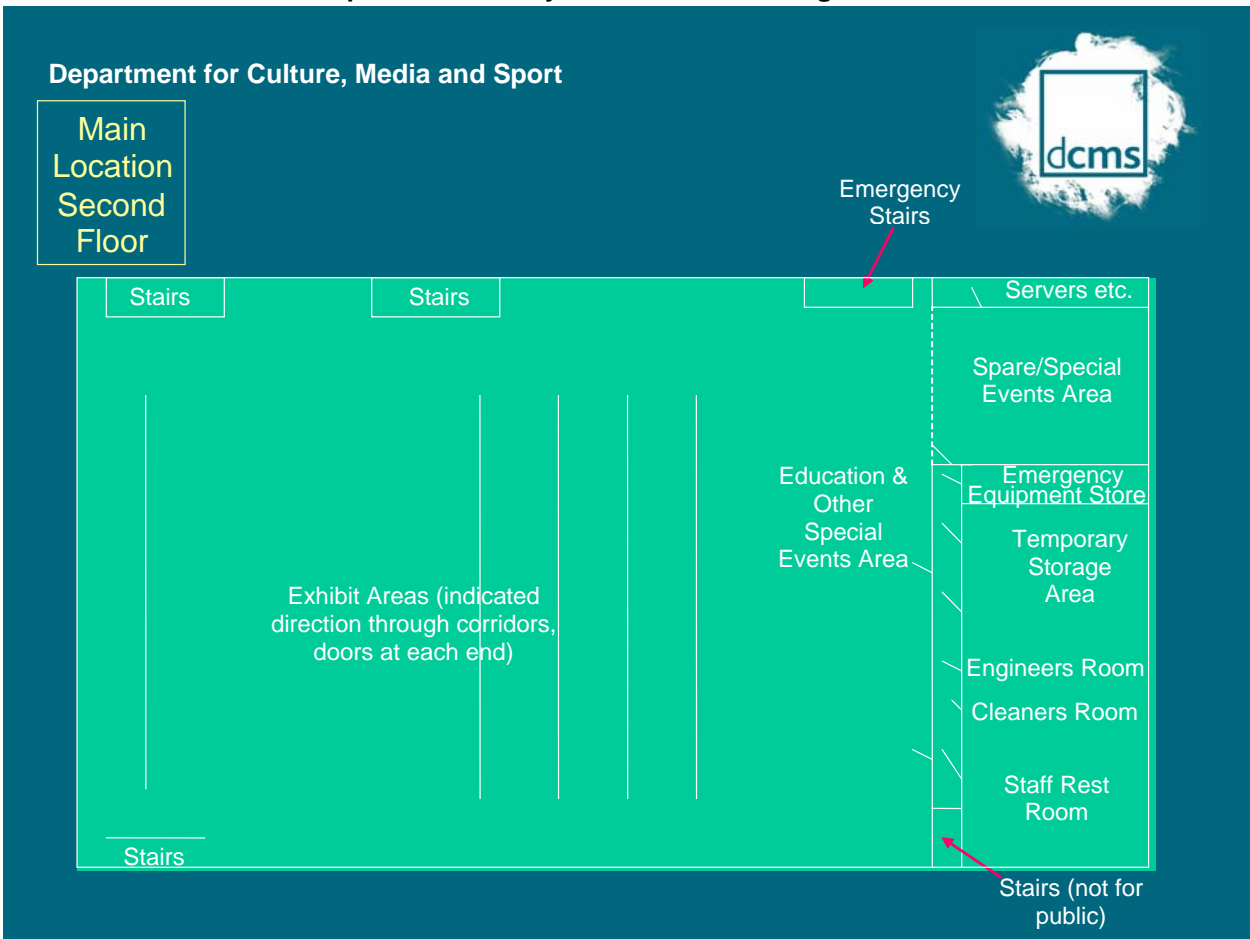 Department for Culture, Media and Sport
Main
Location
Second
Floor
dcms
Emergency
Stairs
Stairs
Stairs
Servers etc.
Spare/Special
Events Area
Education &
Other
Special
Events Area
Emergency
Equipment Store
Temporary
Storage
Area
Exhibit Areas (indicated
direction through corridors,
doors at each end)
Engineers Room
Cleaners Room
Staff Rest
Room
Stairs
Stairs (not for
public)